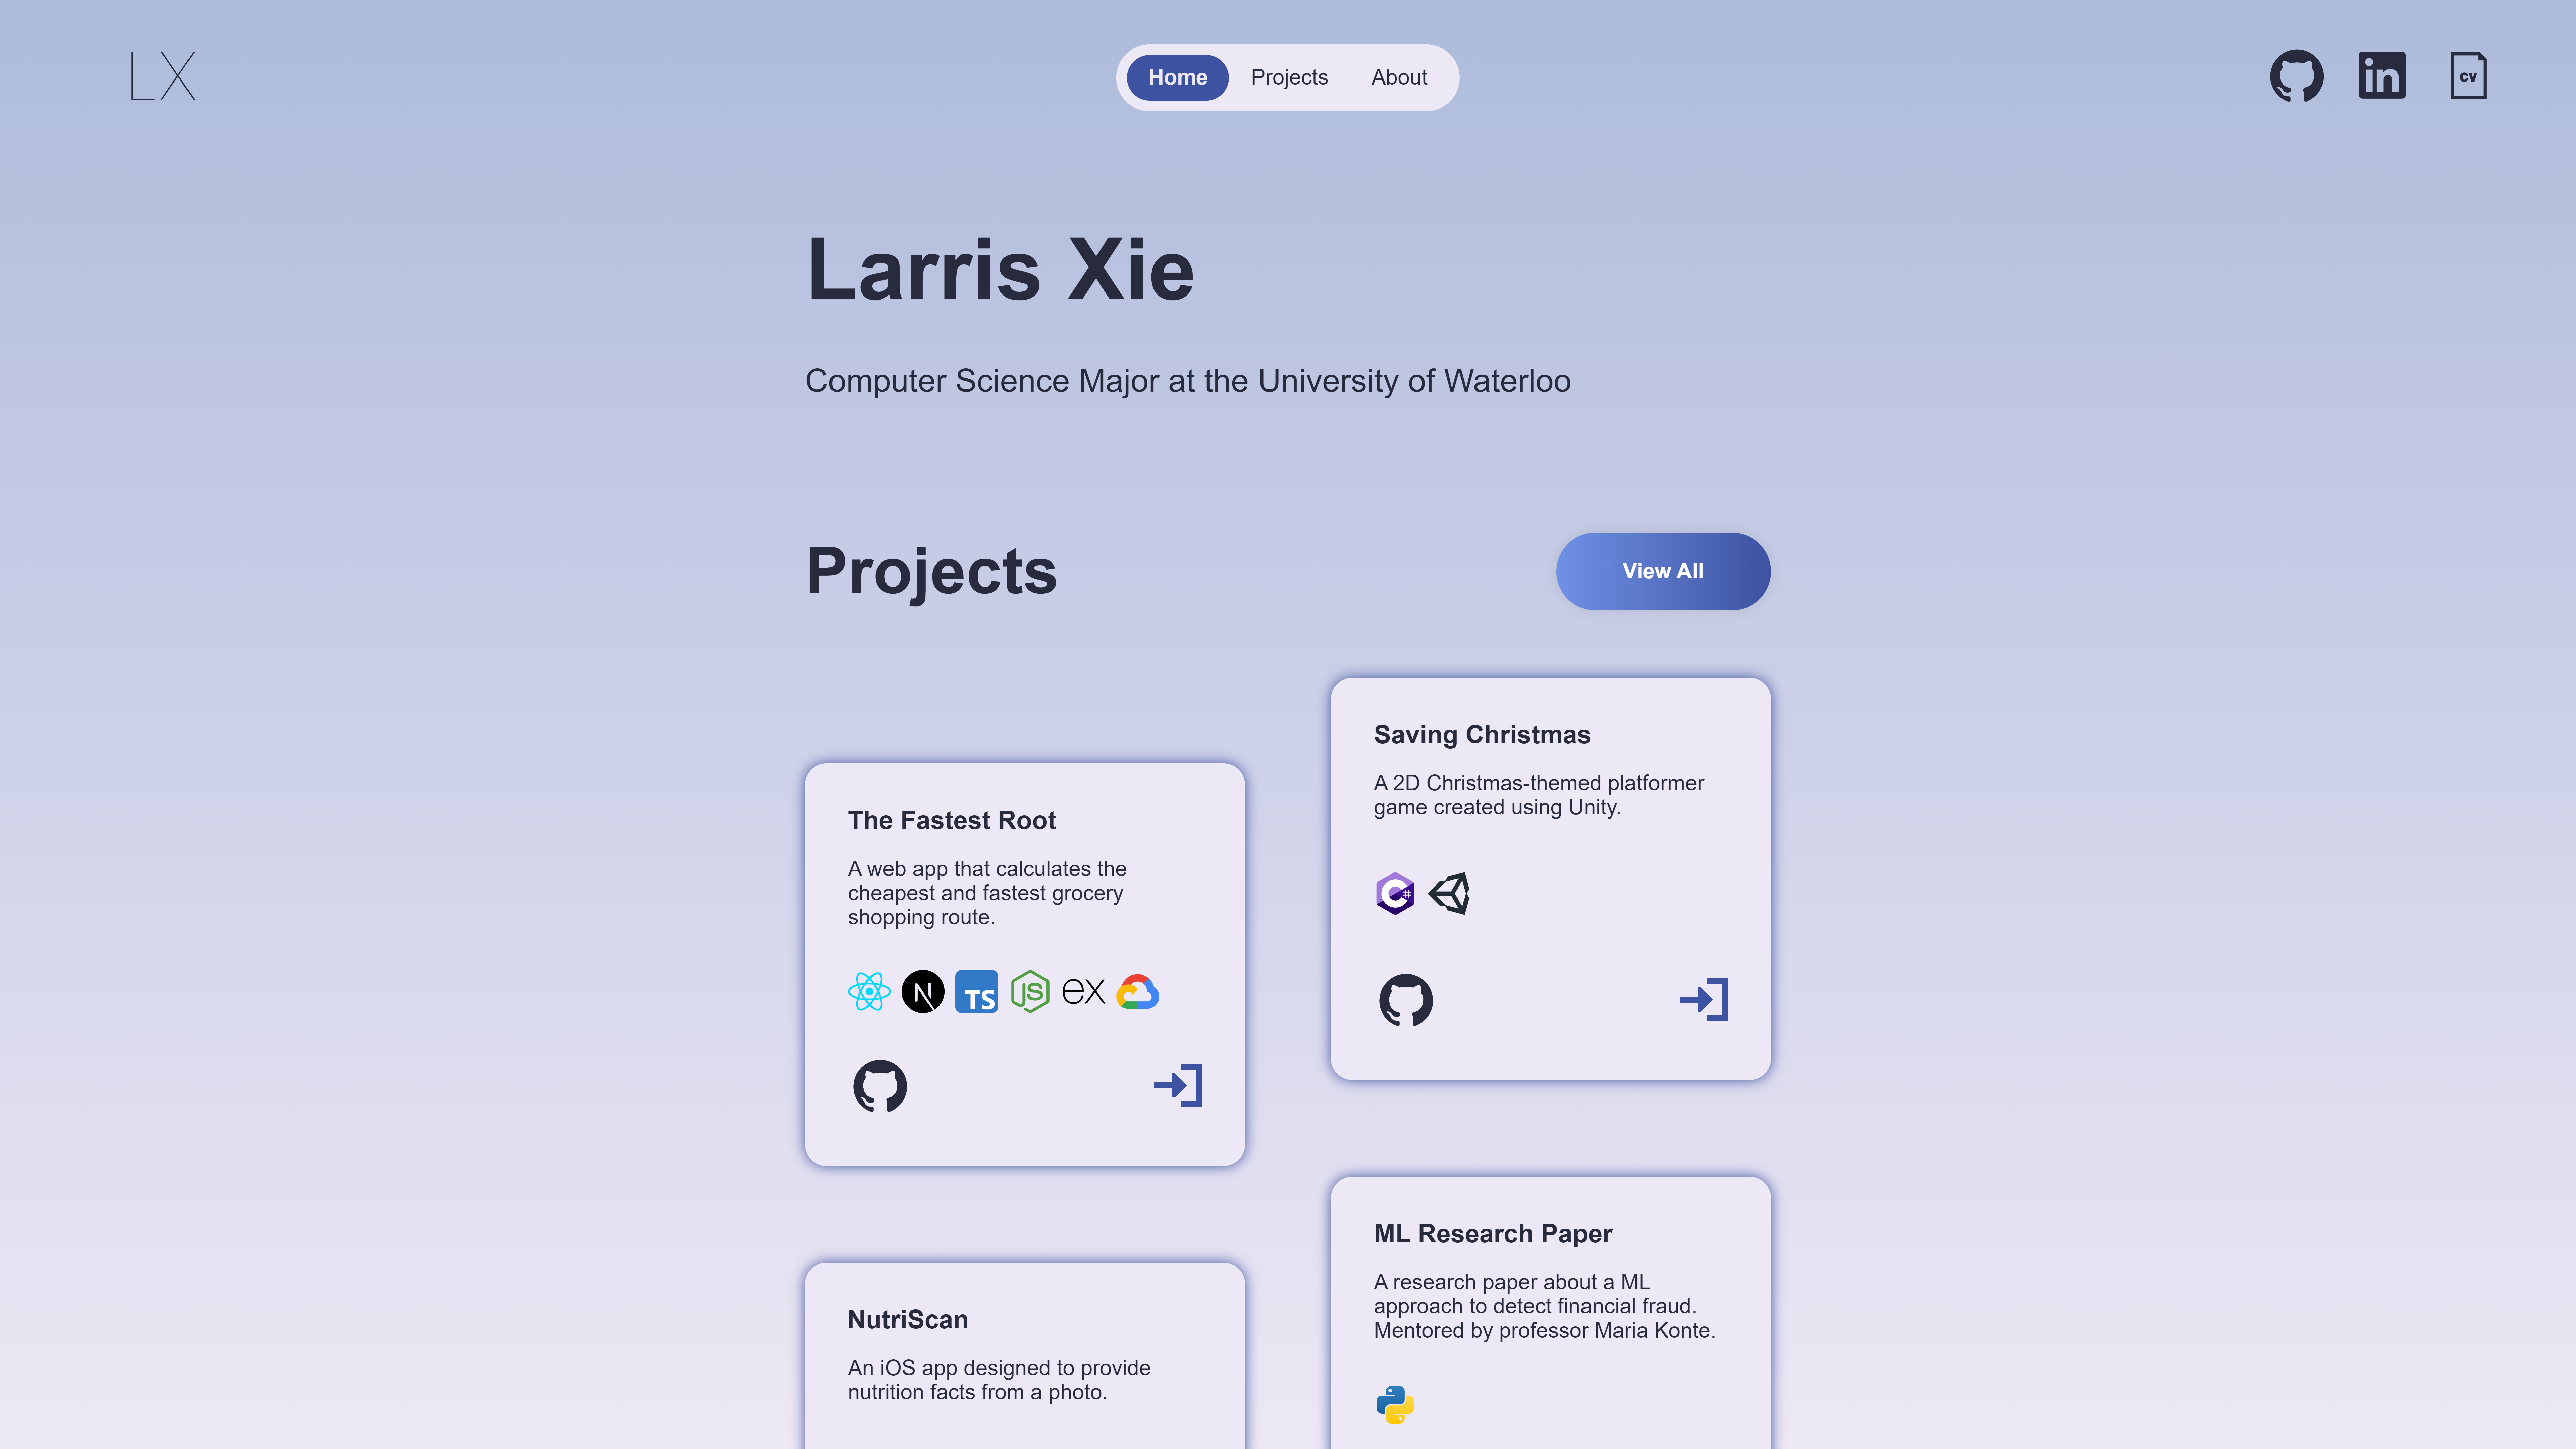 LX
Home Projects About
CV
Larris Xie
Computer Science Major at the University of Waterloo
Projects
View All
The Fastest Root
A web app that calculates the
cheapest and fastest grocery
shopping route.
N
TS
JS
ex
Saving Christmas
A 2D Christmas-themed platformer
game created using Unity.
C#
NutriScan
An iOS app designed to provide
nutrition facts from a photo.
ML Research Paper
A research paper about a ML
approach to detect financial fraud.
Mentored by professor Maria Konte.